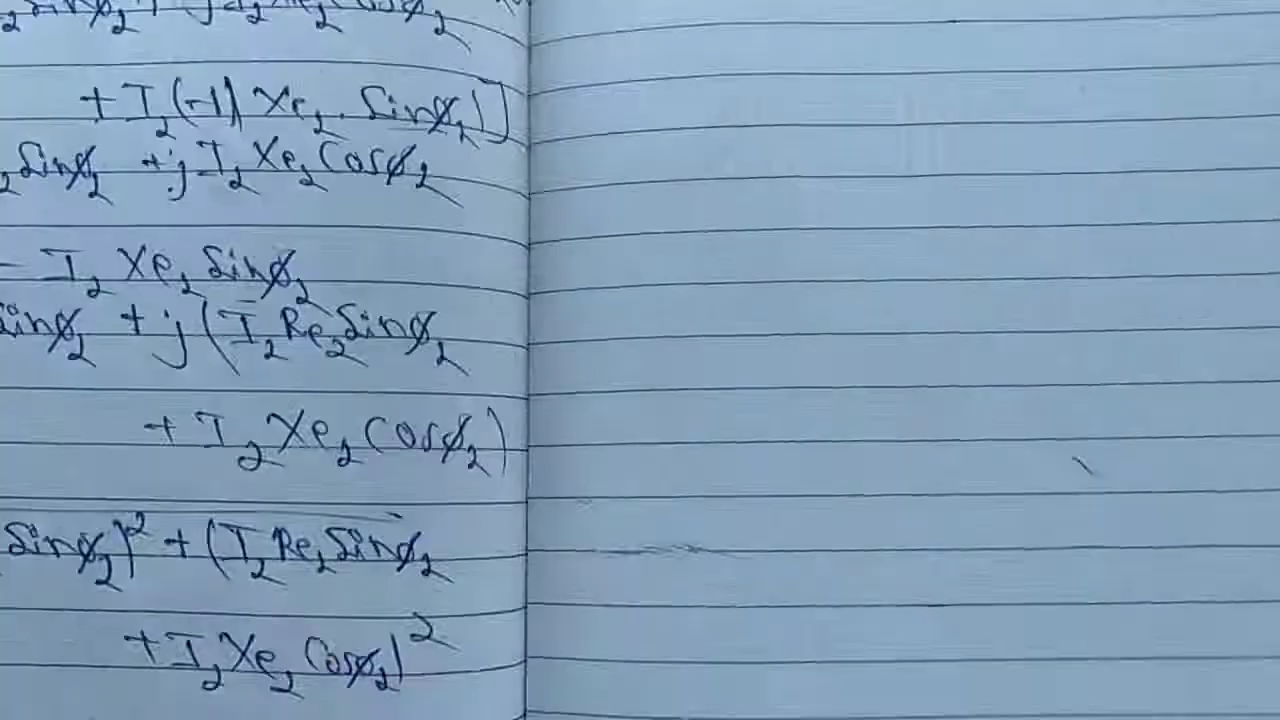 + I₂(-1) Xe₂. Sinϕ₂)]
₂Sinϕ₂ + j I₂ Xe₂ Cosϕ₂
- I₂ Xe₂ Sinϕ₂
Sinϕ₂ + j (I₂ Re₂ Sinϕ₂
+ I₂ Xe₂ Cosϕ₂)
Sinϕ₂)² + (I₂ Re₂ Sinϕ₂
+ I₂ Xe₂ Cosϕ₂)²